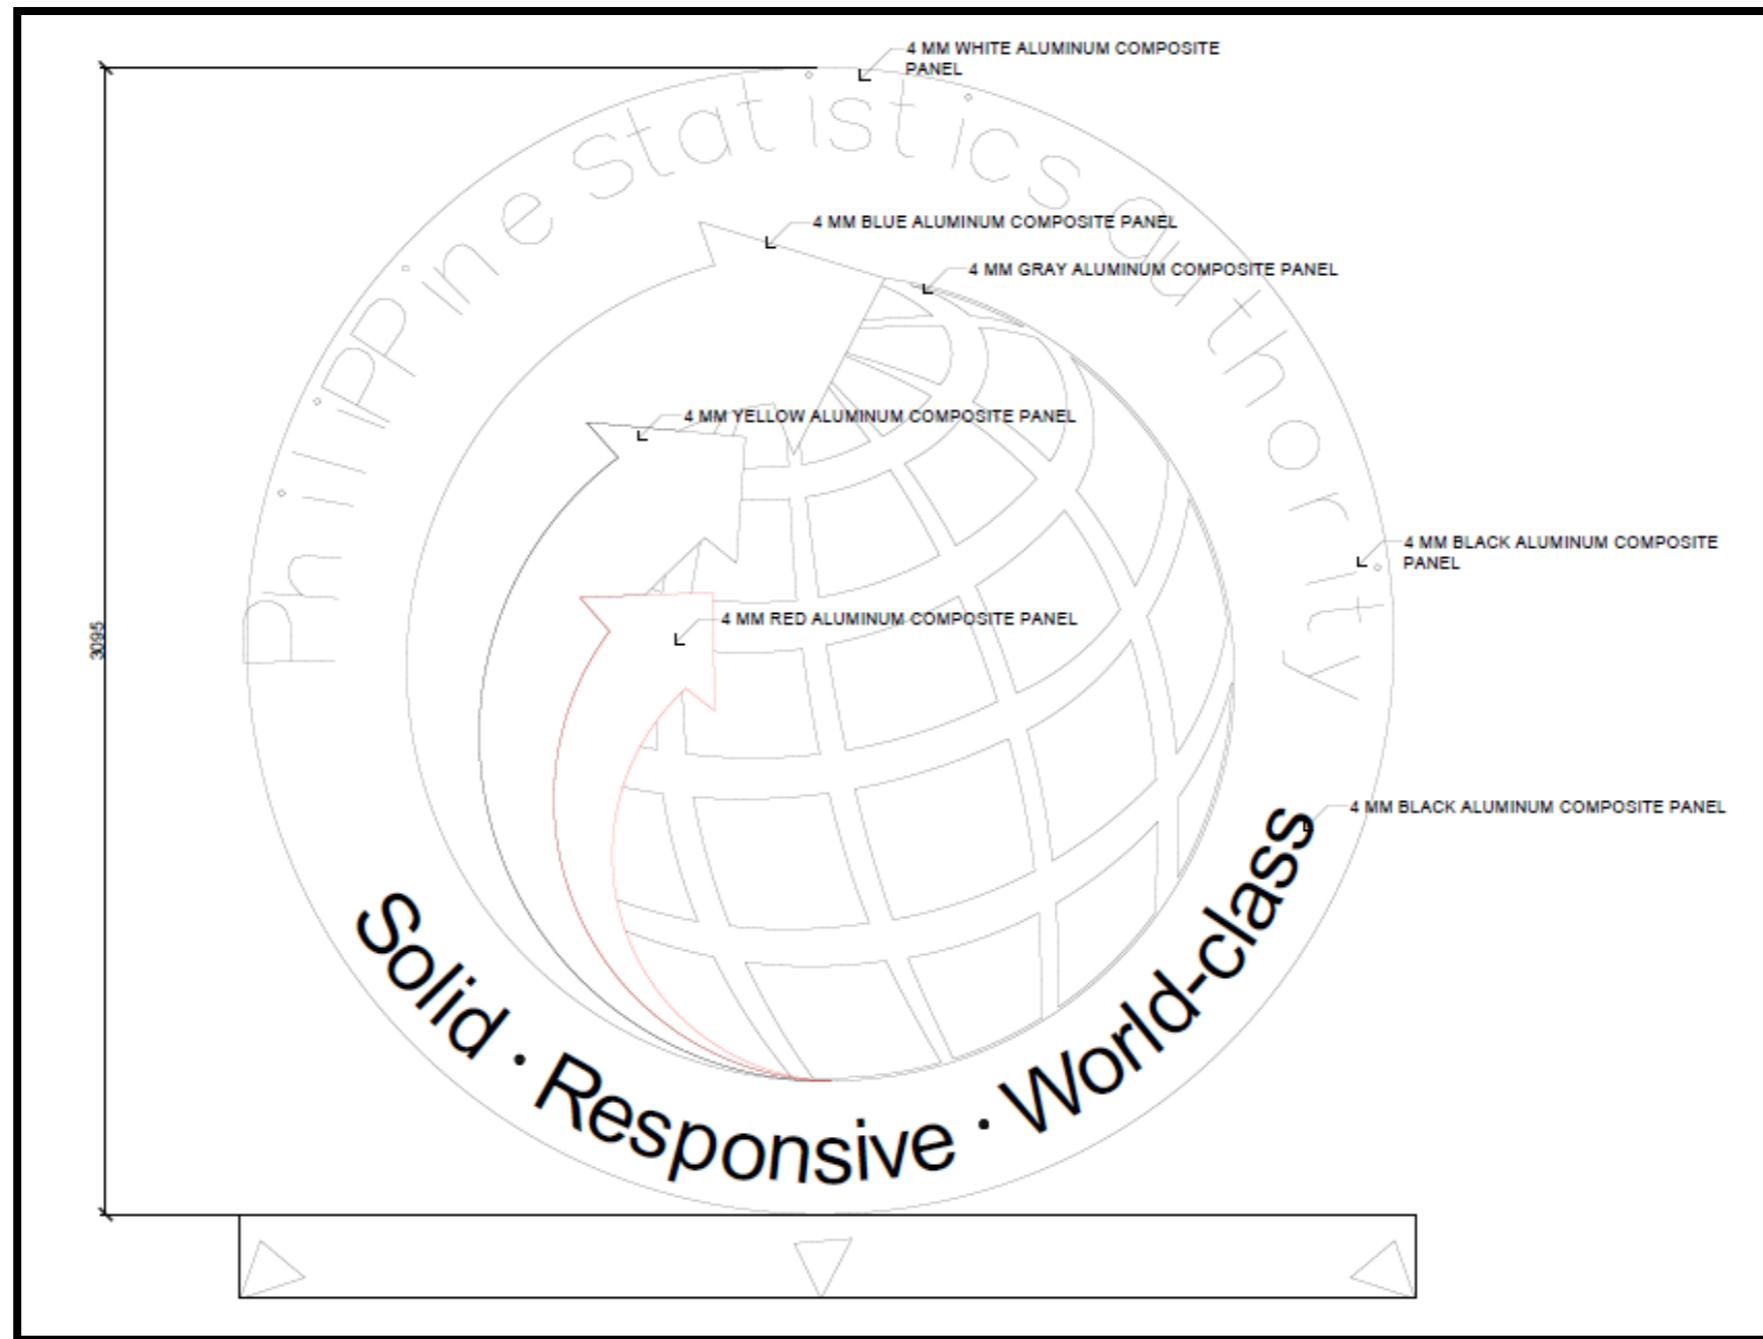 4 MM WHITE ALUMINUM COMPOSITE
PANEL
PhiliPPine statistics authority
4 MM BLUE ALUMINUM COMPOSITE PANEL
4 MM GRAY ALUMINUM COMPOSITE PANEL
4 MM YELLOW ALUMINUM COMPOSITE PANEL
4 MM BLACK ALUMINUM COMPOSITE
PANEL
4 MM RED ALUMINUM COMPOSITE PANEL
3095
4 MM BLACK ALUMINUM COMPOSITE PANEL
Solid · Responsive · World-class